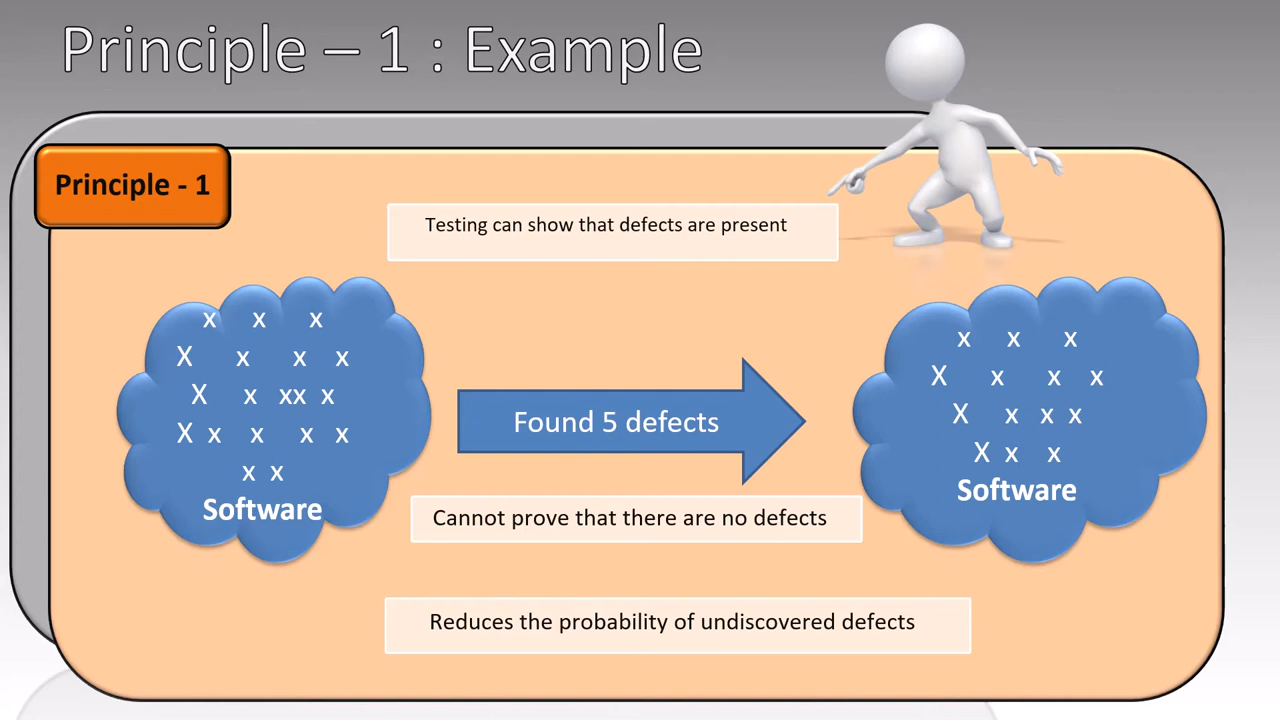 Principle – 1 : Example
Principle - 1
Testing can show that defects are present
x x x
X x x x
X x xx x
X x x x x
x x
Software
Found 5 defects
x x x
X x x x
X x x x
X x x
Software
Cannot prove that there are no defects
Reduces the probability of undiscovered defects